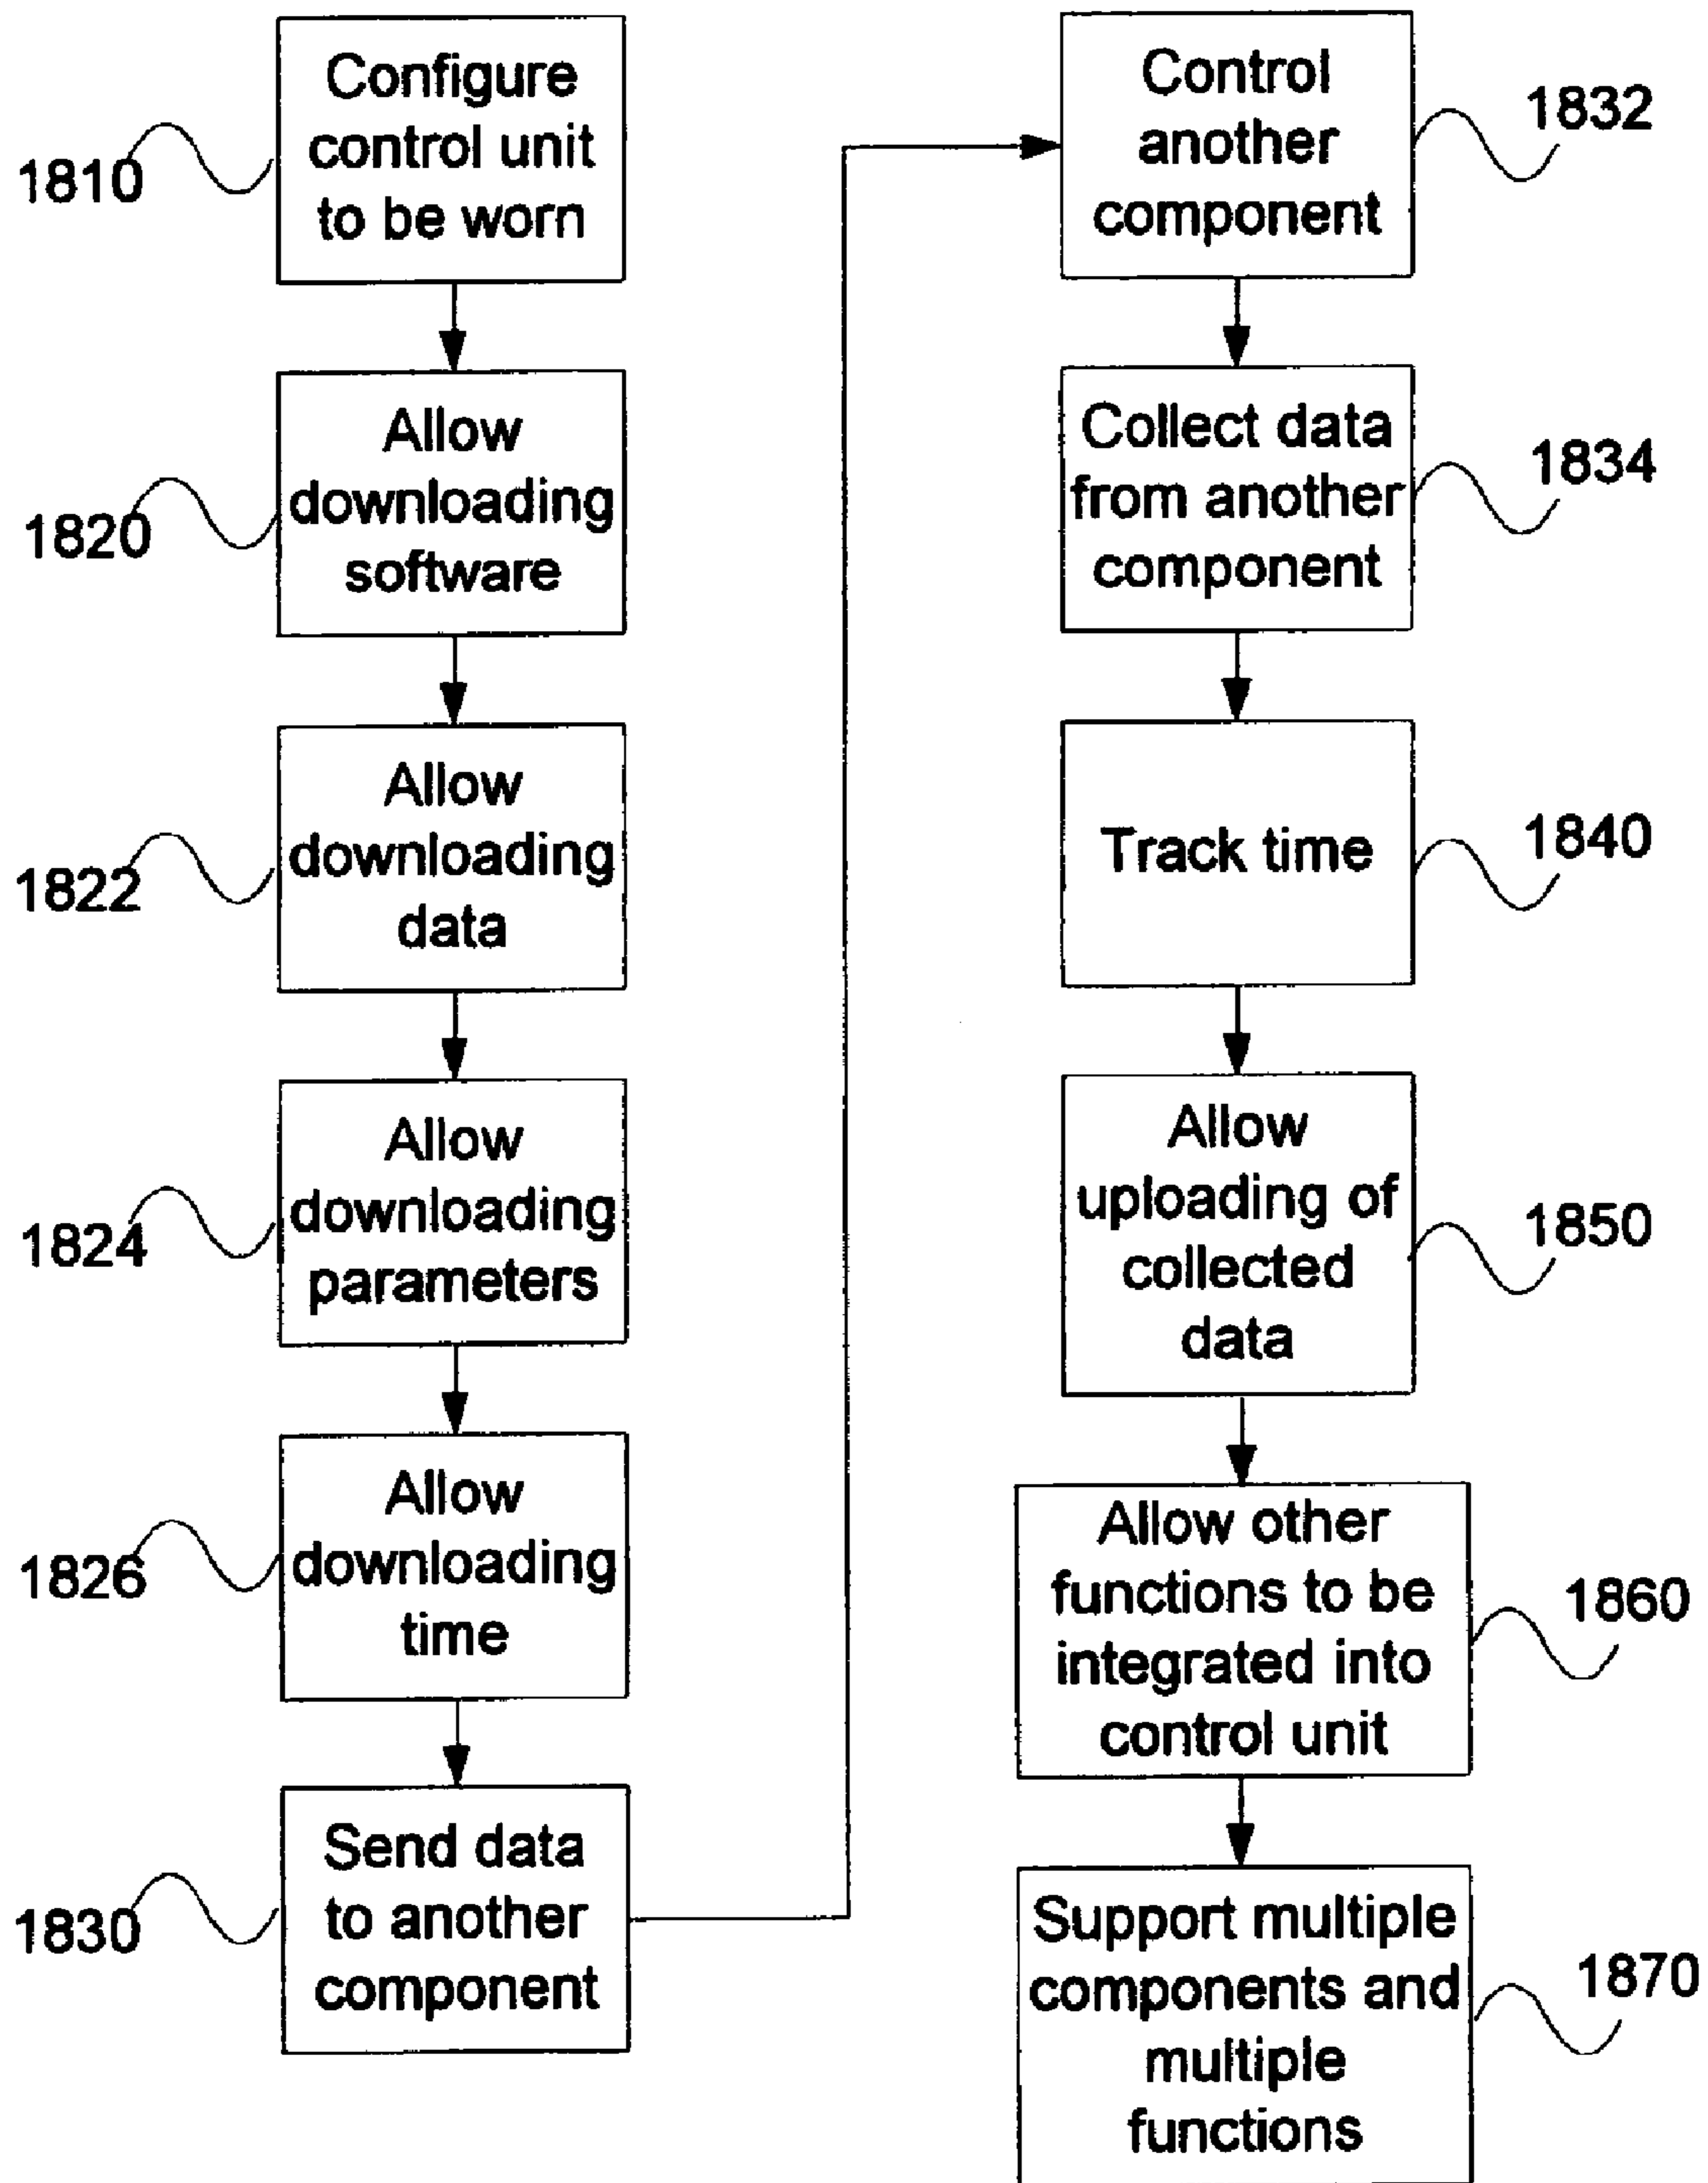 1810
Configure
control unit
to be worn
1820
Allow
downloading
software
1822
Allow
downloading
data
1824
Allow
downloading
parameters
1826
Allow
downloading
time
1830
Send data
to another
component
Control
another
component
1832
Collect data
from another
component
1834
Track time
1840
Allow
uploading of
collected
data
1850
Allow other
functions to be
integrated into
control unit
1860
Support multiple
components and
multiple
functions
1870